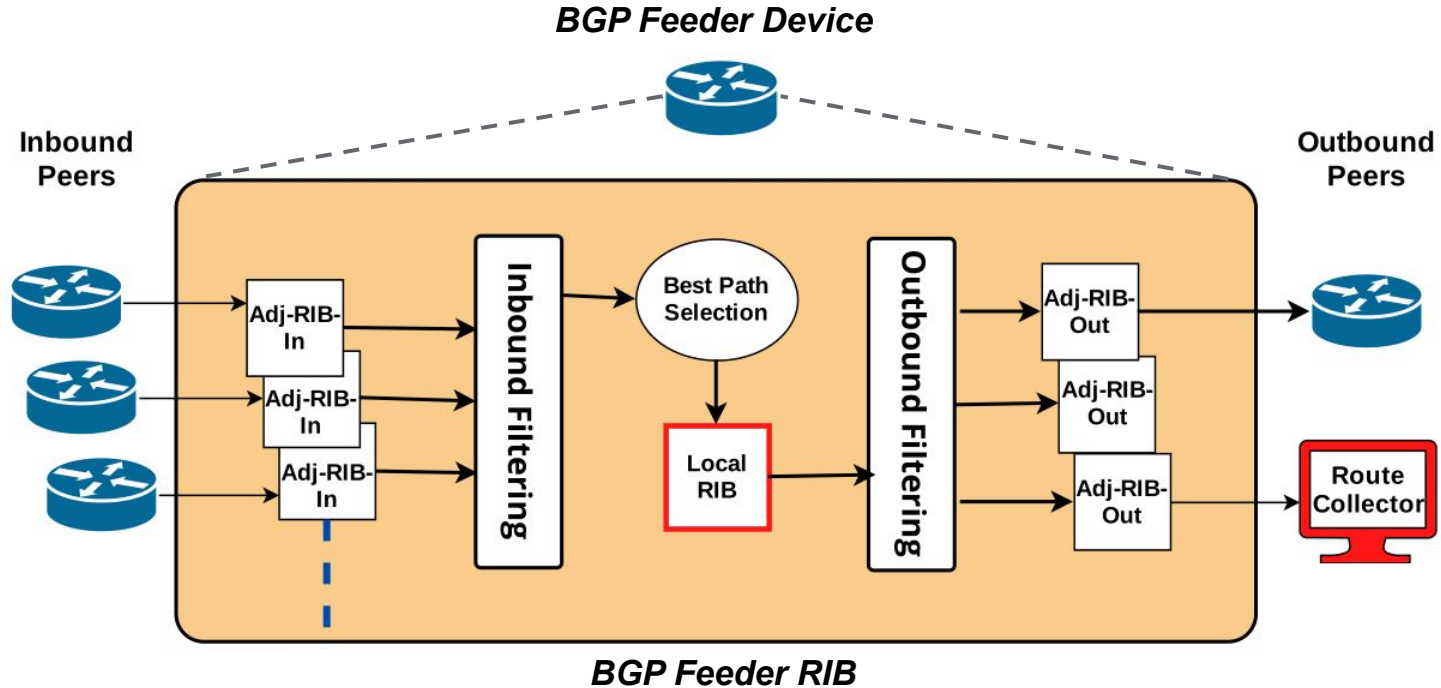 BGP Feeder Device
Inbound
Peers
Outbound
Peers
Adj-RIB-
In
Adj-RIB-
In
Adj-RIB-
In
Inbound Filtering
Best Path
Selection
Local
RIB
Outbound Filtering
Adj-RIB-
Out
Adj-RIB-
Out
Adj-RIB-
Out
Route
Collector
BGP Feeder RIB